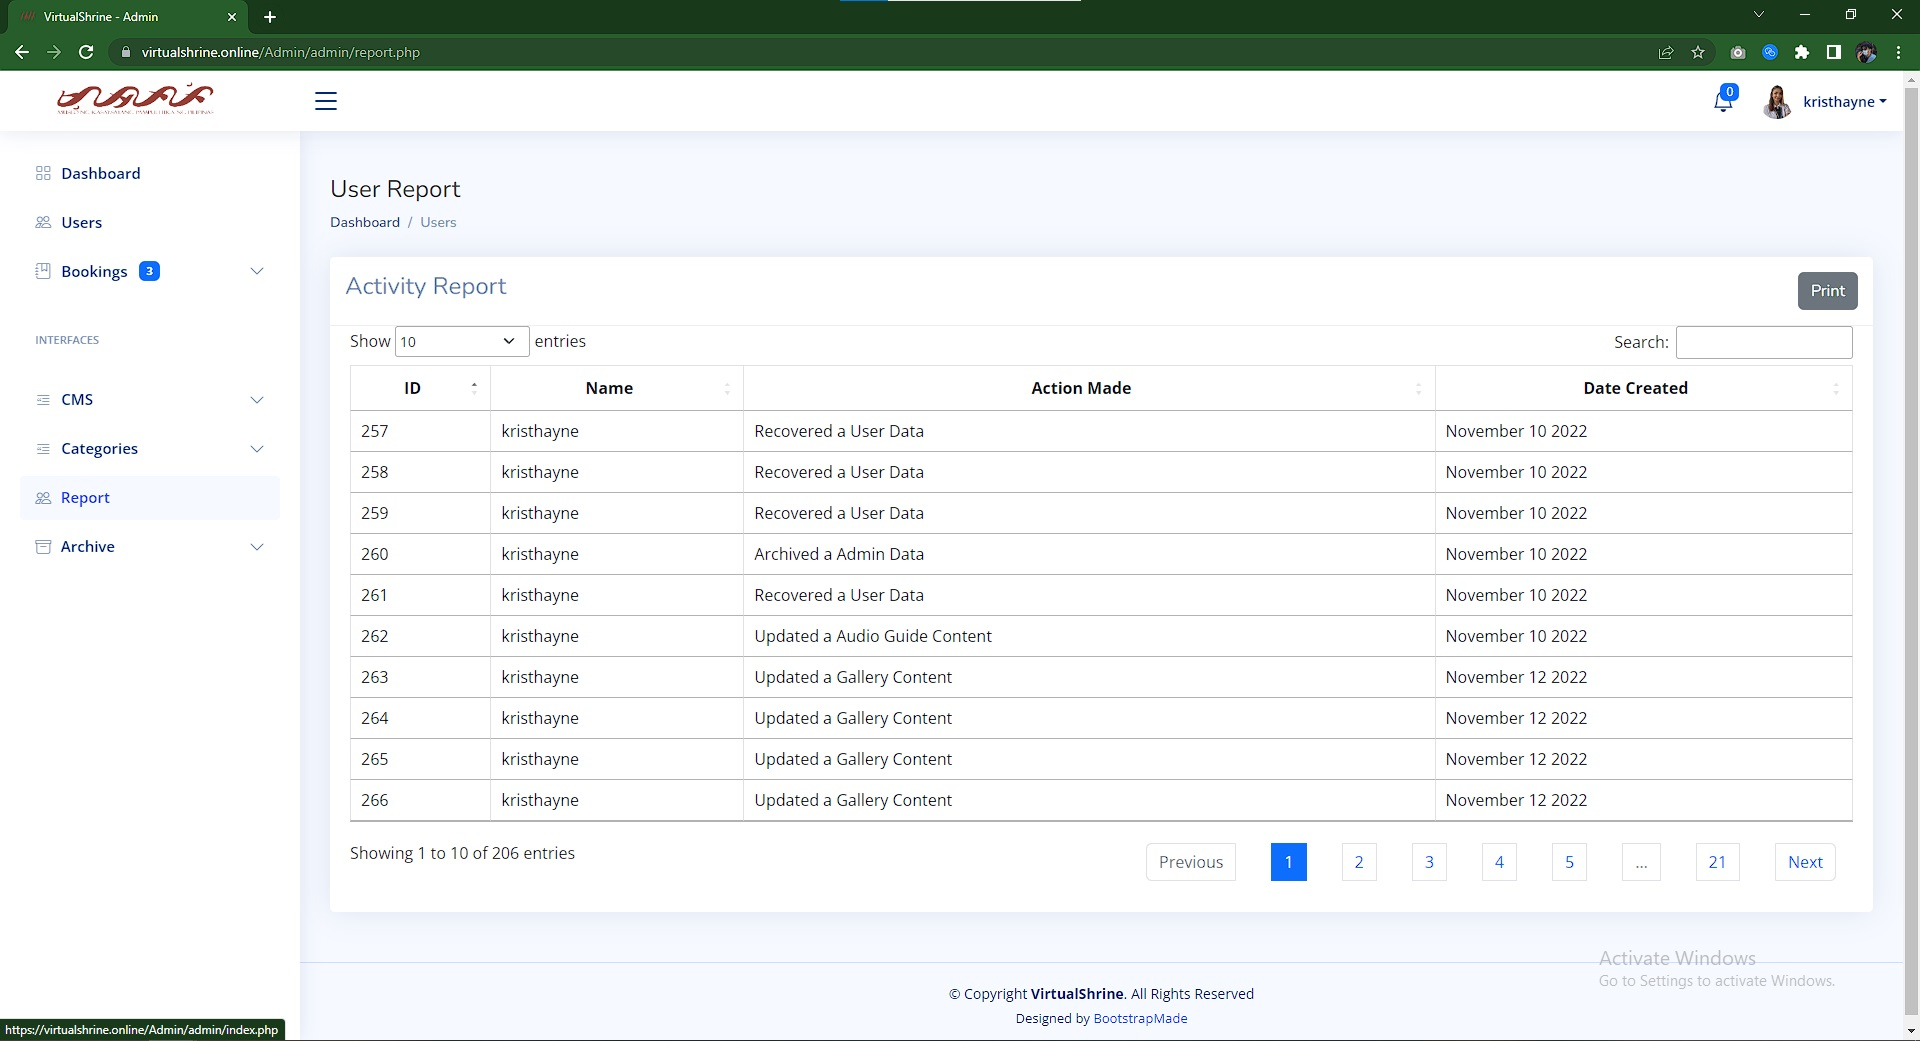 VirtualShrine - Admin
virtualshrine.online/Admin/admin/report.php
0
kristhayne
Dashboard
Users
Bookings 3
INTERFACES
CMS
Categories
Report
Archive
User Report
Dashboard / Users
Activity Report
Print
Show 10 entries
Search:
ID Name Action Made Date Created
257 kristhayne Recovered a User Data November 10 2022
258 kristhayne Recovered a User Data November 10 2022
259 kristhayne Recovered a User Data November 10 2022
260 kristhayne Archived a Admin Data November 10 2022
261 kristhayne Recovered a User Data November 10 2022
262 kristhayne Updated a Audio Guide Content November 10 2022
263 kristhayne Updated a Gallery Content November 12 2022
264 kristhayne Updated a Gallery Content November 12 2022
265 kristhayne Updated a Gallery Content November 12 2022
266 kristhayne Updated a Gallery Content November 12 2022
Showing 1 to 10 of 206 entries
Previous 1 2 3 4 5 ... 21 Next
Activate Windows
Go to Settings to activate Windows.
© Copyright VirtualShrine. All Rights Reserved
Designed by BootstrapMade
https://virtualshrine.online/Admin/admin/index.php